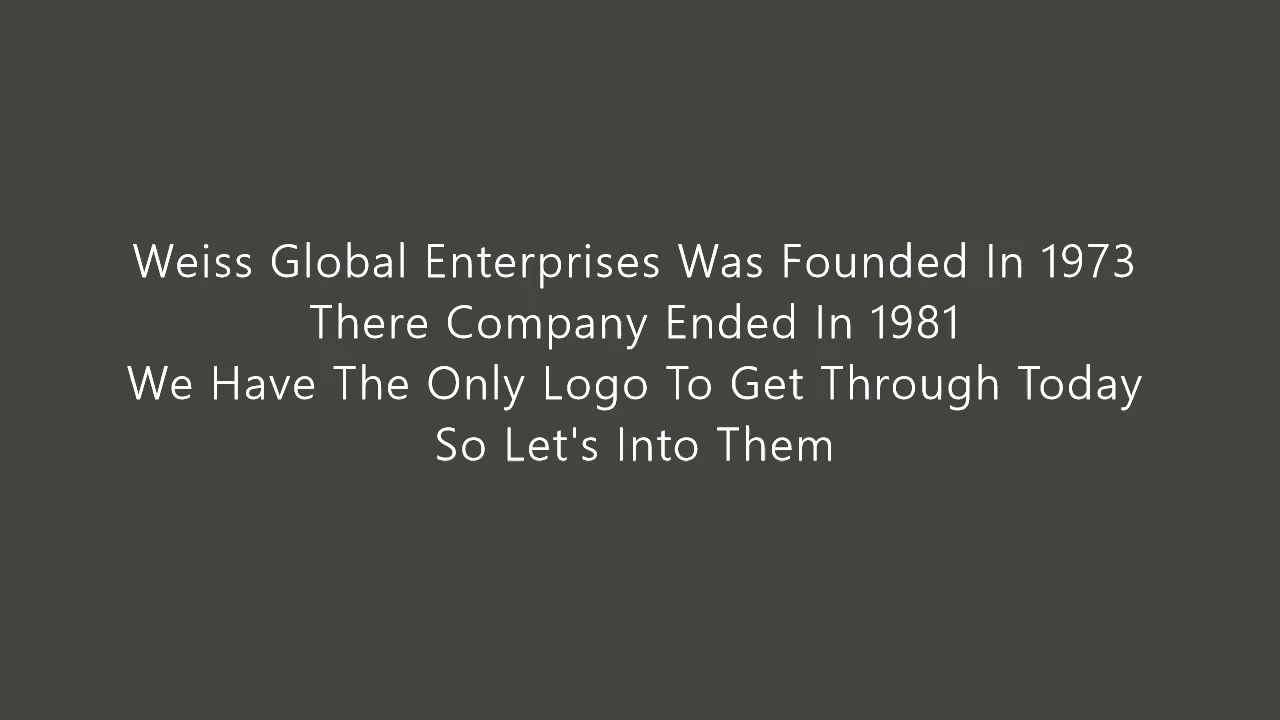 Weiss Global Enterprises Was Founded In 1973
There Company Ended In 1981
We Have The Only Logo To Get Through Today
So Let's Into Them